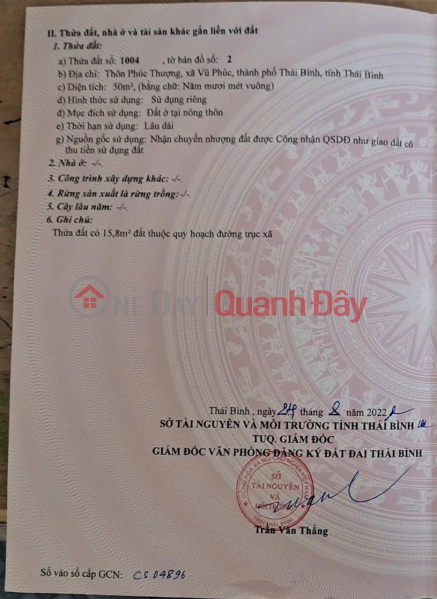 II. Thửa đất, nhà ở và tài sản khác gắn liền với đất
1. Thửa đất:
a) Thửa đất số: 1004 , tờ bản đồ số: 2
b) Địa chỉ: Thôn Phúc Thượng, xã Vũ Phúc, thành phố Thái Bình, tỉnh Thái Bình
c) Diện tích: 50m², (bằng chữ: Năm mươi mét vuông)
d) Hình thức sử dụng: Sử dụng riêng
đ) Mục đích sử dụng: Đất ở tại nông thôn
e) Thời hạn sử dụng: Lâu dài
g) Nguồn gốc sử dụng: Nhận chuyển nhượng đất được Công nhận QSDĐ như giao đất có
thu tiền sử dụng đất
2. Nhà ở: -/-
3. Công trình xây dựng khác: -/-
4. Rừng sản xuất là rừng trồng: -/-
5. Cây lâu năm: -/-
6. Ghi chú:
Thửa đất có 15,8m² đất thuộc quy hoạch đường trục xã
ONEDAY Quanh Đây
Thái Bình, ngày 24 tháng 8 năm 2022
SỞ TÀI NGUYÊN VÀ MÔI TRƯỜNG TỈNH THÁI BÌNH
TUQ. GIÁM ĐỐC
GIÁM ĐỐC VĂN PHÒNG ĐĂNG KÝ ĐẤT ĐAI THÁI BÌNH
SỞ
TÀI NGUYÊN
VÀ
MÔI TRƯỜNG
Trần Văn Thắng
Số vào sổ cấp GCN: CS 04896